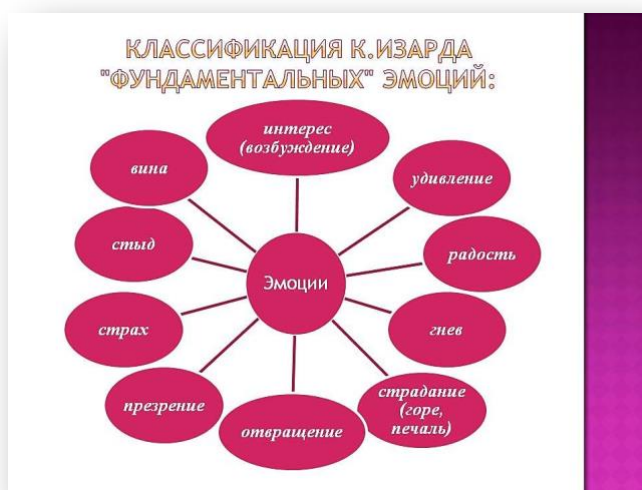 КЛАССИФИКАЦИЯ К.ИЗАРДА
"ФУНДАМЕНТАЛЬНЫХ" ЭМОЦИЙ:
интерес
(возбуждение)
удивление
радость
гнев
страдание
(горе,
печаль)
отвращение
презрение
страх
стыд
вина
Эмоции